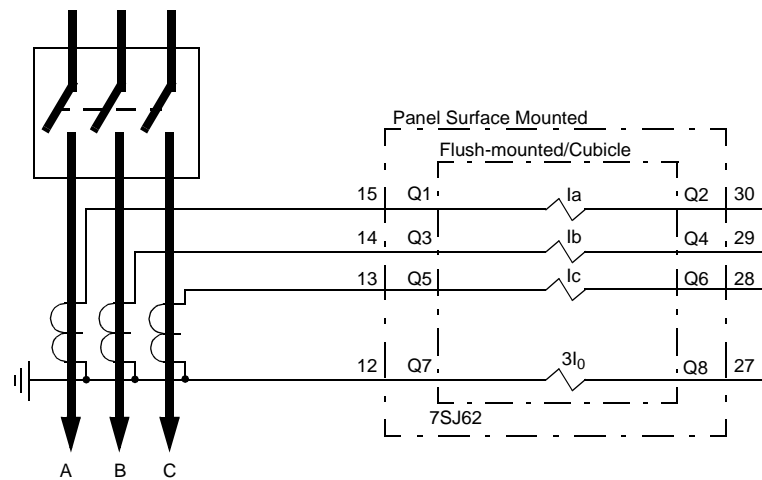 Panel Surface Mounted
Flush-mounted/Cubicle
15 Q1 Ia Q2 30
14 Q3 Ib Q4 29
13 Q5 Ic Q6 28
12 Q7 3I₀ Q8 27
7SJ62
A B C